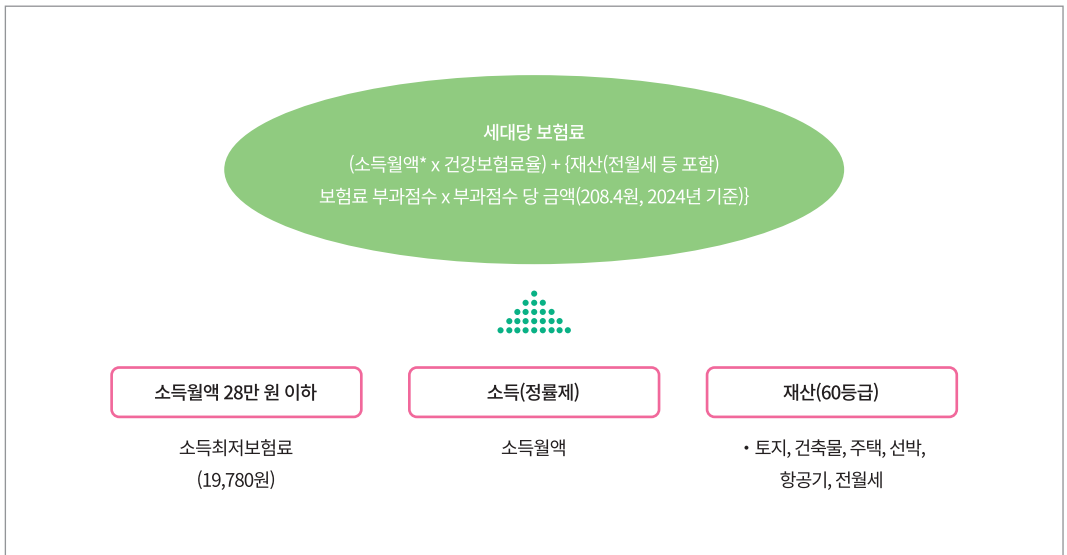 세대당 보험료
(소득월액* x 건강보험료율) + {재산(전월세 등 포함)
보험료 부과점수 x 부과점수 당 금액(208.4원, 2024년 기준)}
소득월액 28만 원 이하
소득최저보험료
(19,780원)
소득(정률제)
소득월액
재산(60등급)
• 토지, 건축물, 주택, 선박,
항공기, 전월세